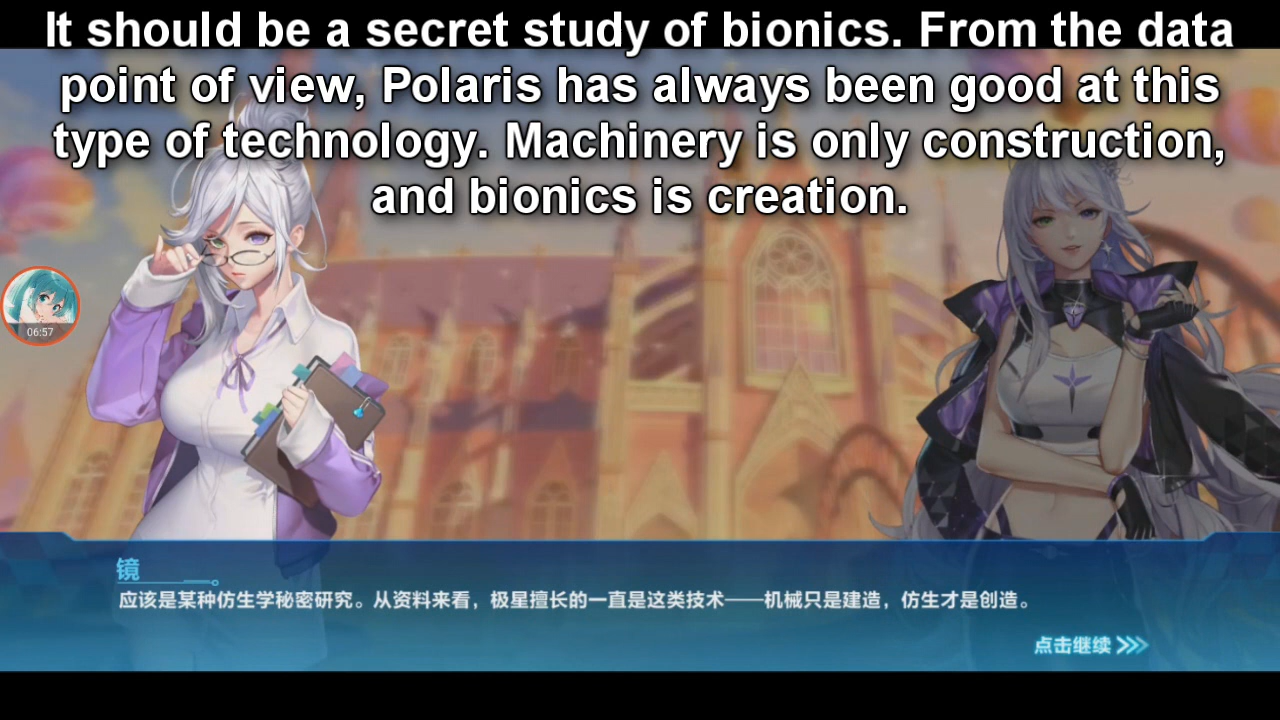 It should be a secret study of bionics. From the data
point of view, Polaris has always been good at this
type of technology. Machinery is only construction,
and bionics is creation.
06:57
镜
应该是某种仿生学秘密研究。从资料来看，极星擅长的一直是这类技术——机械只是建造，仿生才是创造。
点击继续